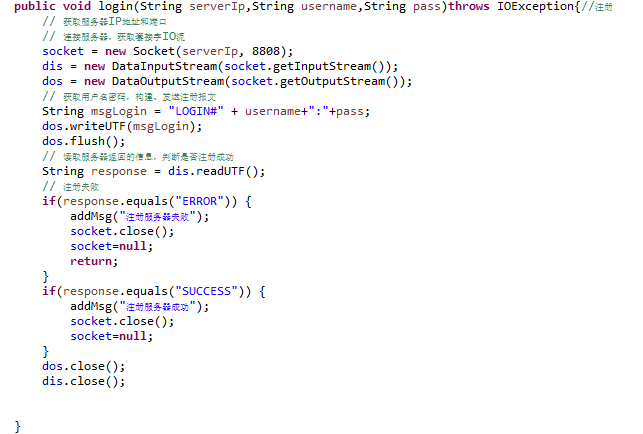 public void login(String serverIp,String username,String pass)throws IOException{//注册
// 获取服务器IP地址和端口
// 连接服务器，获取套接字IO流
socket = new Socket(serverIp, 8808);
dis = new DataInputStream(socket.getInputStream());
dos = new DataOutputStream(socket.getOutputStream());
// 获取用户名密码，构建、发送注册报文
String msgLogin = "LOGIN#" + username+":"+pass;
dos.writeUTF(msgLogin);
dos.flush();
// 读取服务器返回的信息，判断是否注册成功
String response = dis.readUTF();
// 注册失败
if(response.equals("ERROR")) {
addMsg("注册服务器失败");
socket.close();
socket=null;
return;
}
if(response.equals("SUCCESS")) {
addMsg("注册服务器成功");
socket.close();
socket=null;
}
dos.close();
dis.close();
}